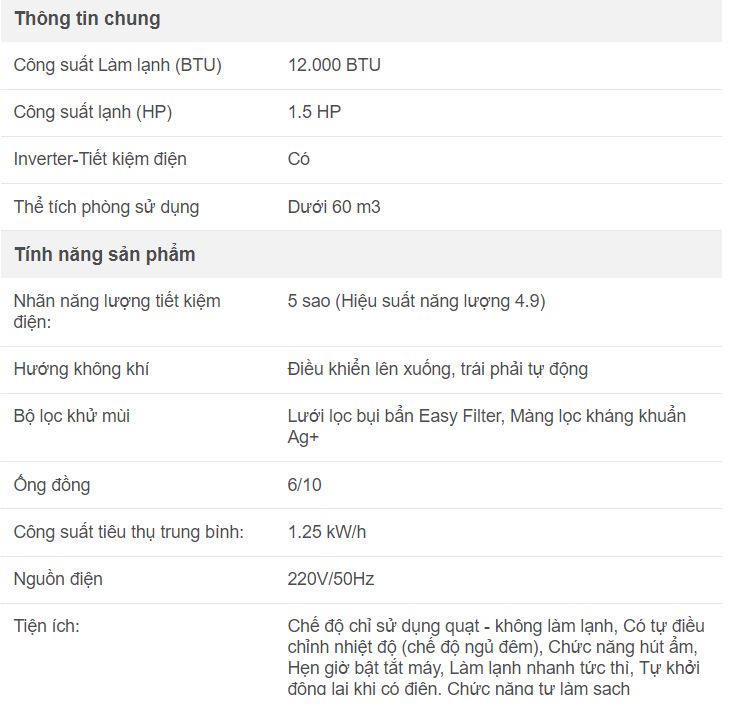 Thông tin chung
Công suất Làm lạnh (BTU) 12.000 BTU
Công suất lạnh (HP) 1.5 HP
Inverter-Tiết kiệm điện Có
Thể tích phòng sử dụng Dưới 60 m3
Tính năng sản phẩm
Nhãn năng lượng tiết kiệm
điện:
5 sao (Hiệu suất năng lượng 4.9)
Hướng không khí Điều khiển lên xuống, trái phải tự động
Bộ lọc khử mùi Lưới lọc bụi bẩn Easy Filter, Màng lọc kháng khuẩn
Ag+
Ống đồng 6/10
Công suất tiêu thụ trung bình: 1.25 kW/h
Nguồn điện 220V/50Hz
Tiện ích: Chế độ chỉ sử dụng quạt - không làm lạnh, Có tự điều
chỉnh nhiệt độ (chế độ ngủ đêm), Chức năng hút ẩm,
Hẹn giờ bật tắt máy, Làm lạnh nhanh tức thì, Tự khởi
động lại khi có điện, Chức năng tự làm sạch